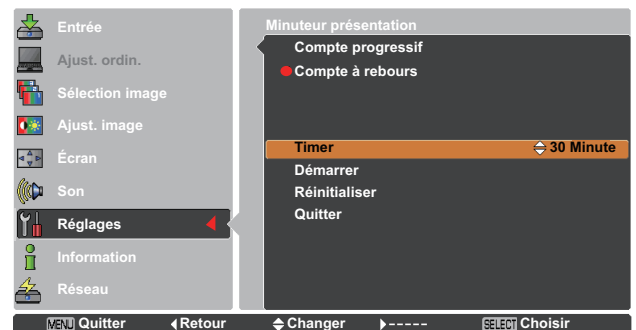 Entrée
Ajust. ordin.
Sélection image
Ajust. image
Écran
Son
Réglages
Information
Réseau
Minuteur présentation
Compte progressif
Compte à rebours
Timer 30 Minute
Démarrer
Réinitialiser
Quitter
MENU Quitter Retour Changer ----- SELECT Choisir